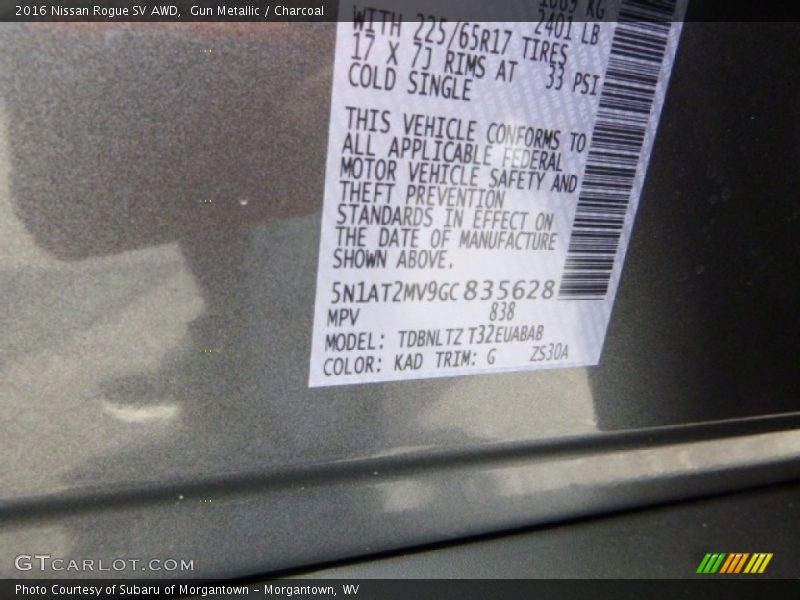 2016 Nissan Rogue SV AWD, Gun Metallic / Charcoal
1089 KG
2401 LB
WITH 225/65R17 TIRES
17 X 7J RIMS AT 33 PSI
COLD SINGLE
THIS VEHICLE CONFORMS TO
ALL APPLICABLE FEDERAL
MOTOR VEHICLE SAFETY AND
THEFT PREVENTION
STANDARDS IN EFFECT ON
THE DATE OF MANUFACTURE
SHOWN ABOVE.
5N1AT2MV9GC835628
MPV 838
MODEL: TDBNLTZ T32EUABAB
COLOR: KAD TRIM: G ZS30A
GTCARLOT.COM
Photo Courtesy of Subaru of Morgantown - Morgantown, WV